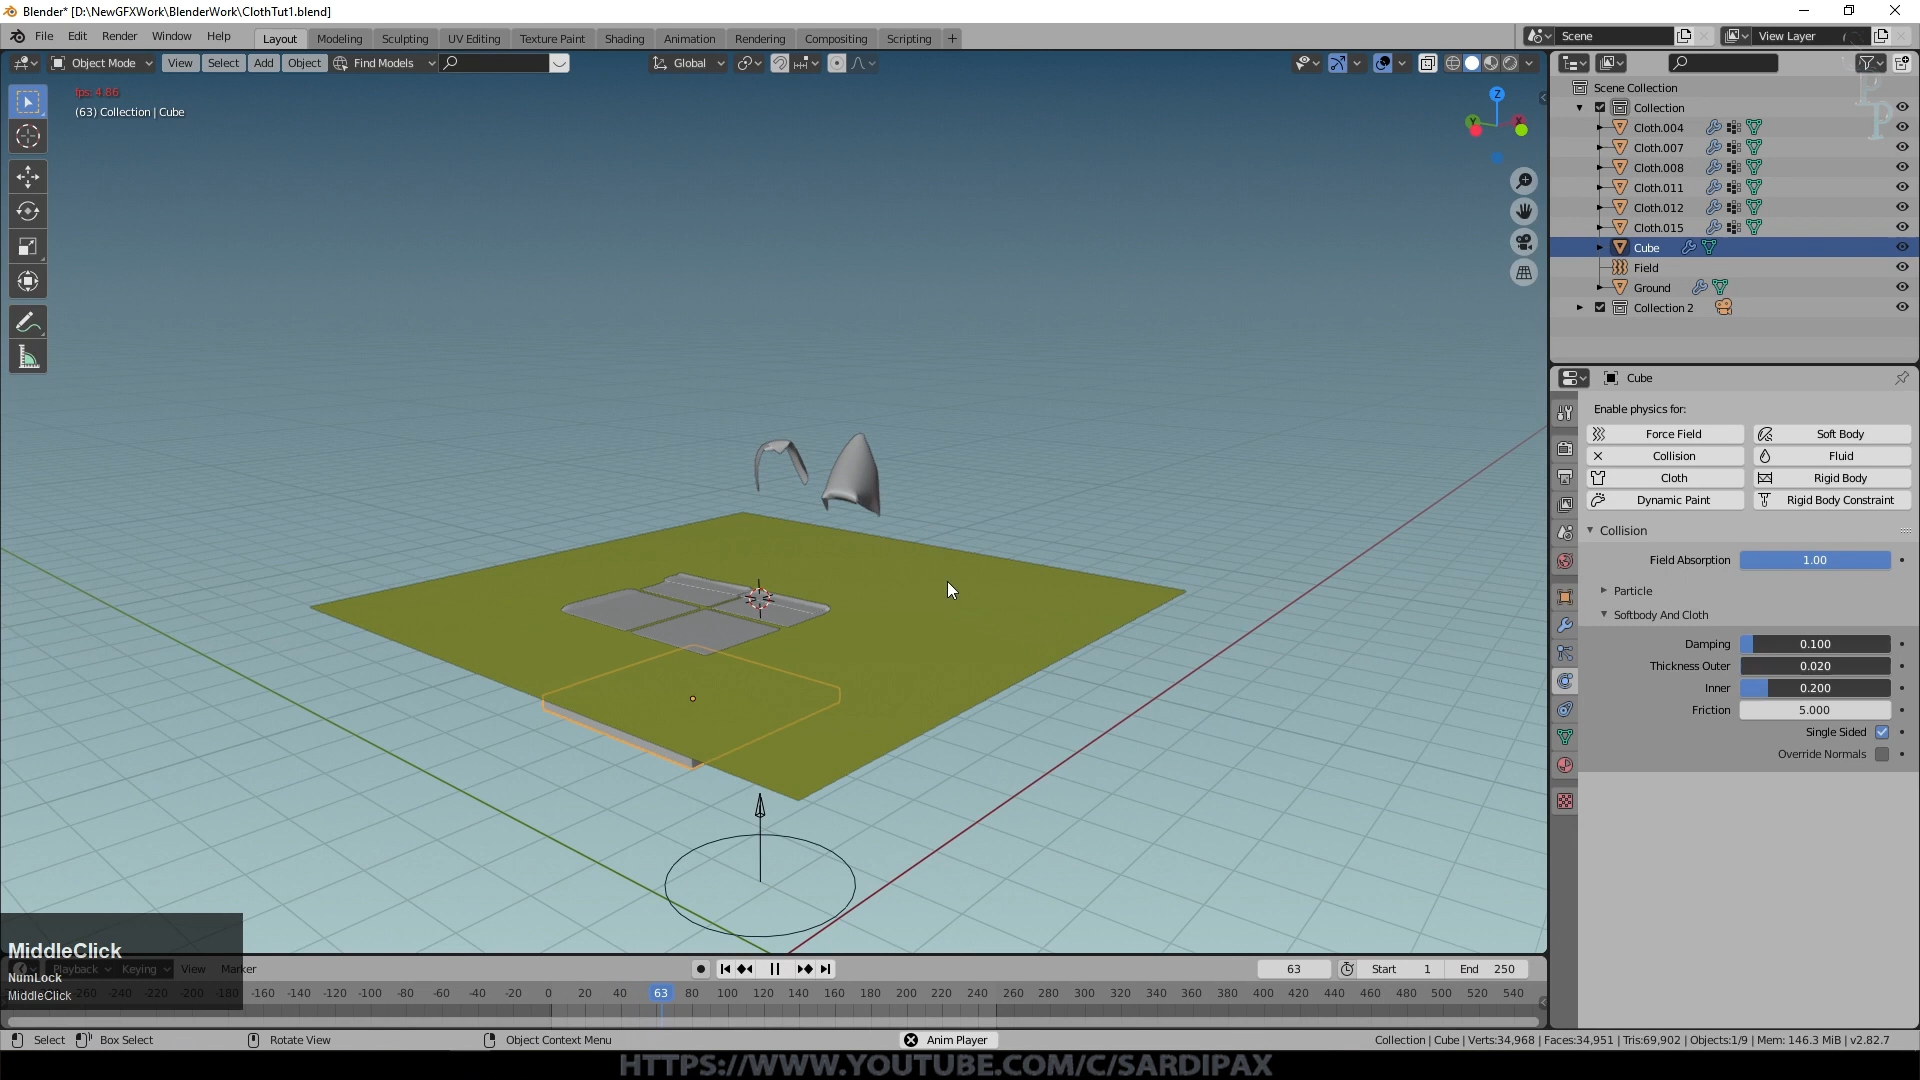 Blender* [D:\NewGFXWork\BlenderWork\ClothTut1.blend]
File Edit Render Window Help Layout Modeling Sculpting UV Editing Texture Paint Shading Animation Rendering Compositing Scripting + Scene View Layer
Object Mode View Select Add Object Find Models Global
fps: 4.86
(63) Collection | Cube
Z
Y
X
Scene Collection
Collection
Cloth.004
Cloth.007
Cloth.008
Cloth.011
Cloth.012
Cloth.015
Cube
Field
Ground
Collection 2
P
P
Cube
Enable physics for:
Force Field Soft Body
Collision Fluid
Cloth Rigid Body
Dynamic Paint Rigid Body Constraint
Collision
Field Absorption 1.00
Particle
Softbody And Cloth
Damping 0.100
Thickness Outer 0.020
Inner 0.200
Friction 5.000
Single Sided
Override Normals
MiddleClick
NumLock
MiddleClick
Playback Keying View Marker 63 Start 1 End 250
-260 -240 -220 -200 -180 -160 -140 -120 -100 -80 -60 -40 -20 0 20 40 63 80 100 120 140 160 180 200 220 240 260 280 300 320 340 360 380 400 420 440 460 480 500 520 540
Select Box Select Rotate View Object Context Menu Anim Player Collection | Cube | Verts:34,968 | Faces:34,951 | Tris:69,902 | Objects:1/9 | Mem: 146.3 MiB | v2.82.7
HTTPS://WWW.YOUTUBE.COM/C/SARDIPAX